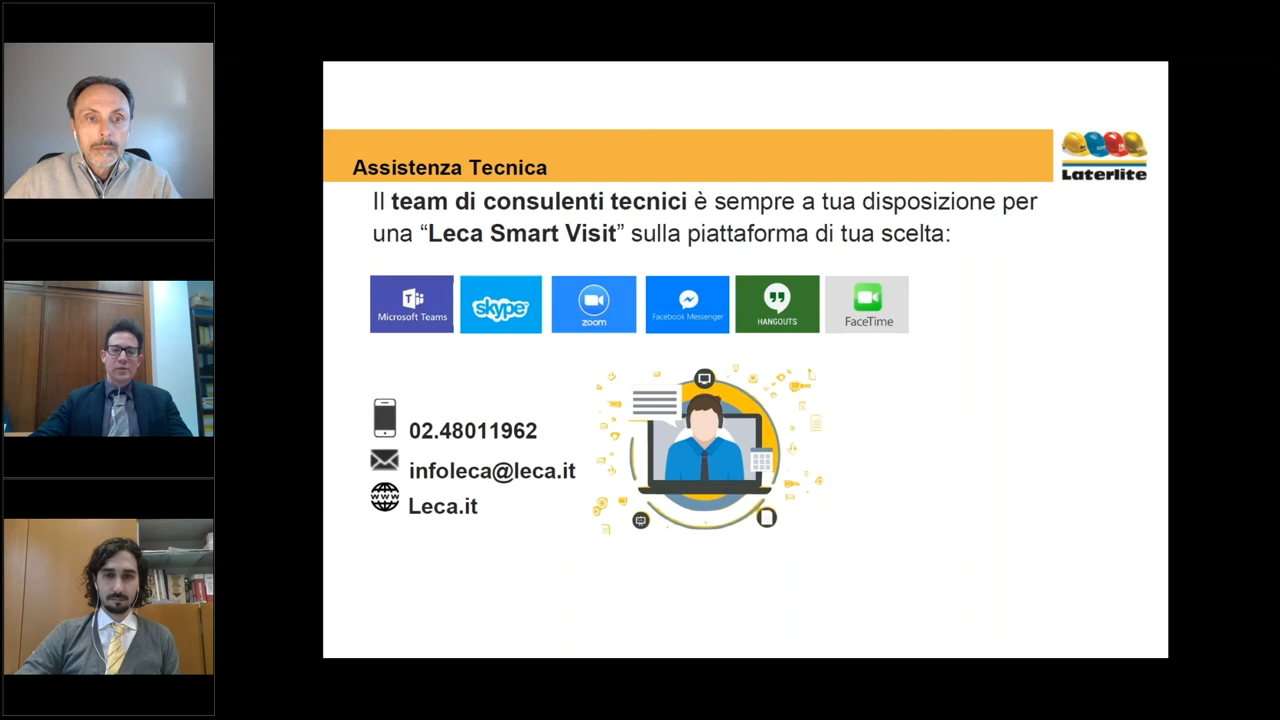 Assistenza Tecnica
Laterlite
Il team di consulenti tecnici è sempre a tua disposizione per
una “Leca Smart Visit” sulla piattaforma di tua scelta:
Microsoft Teams
skype
zoom
Facebook Messenger
HANGOUTS
FaceTime
02.48011962
infoleca@leca.it
WWW
Leca.it